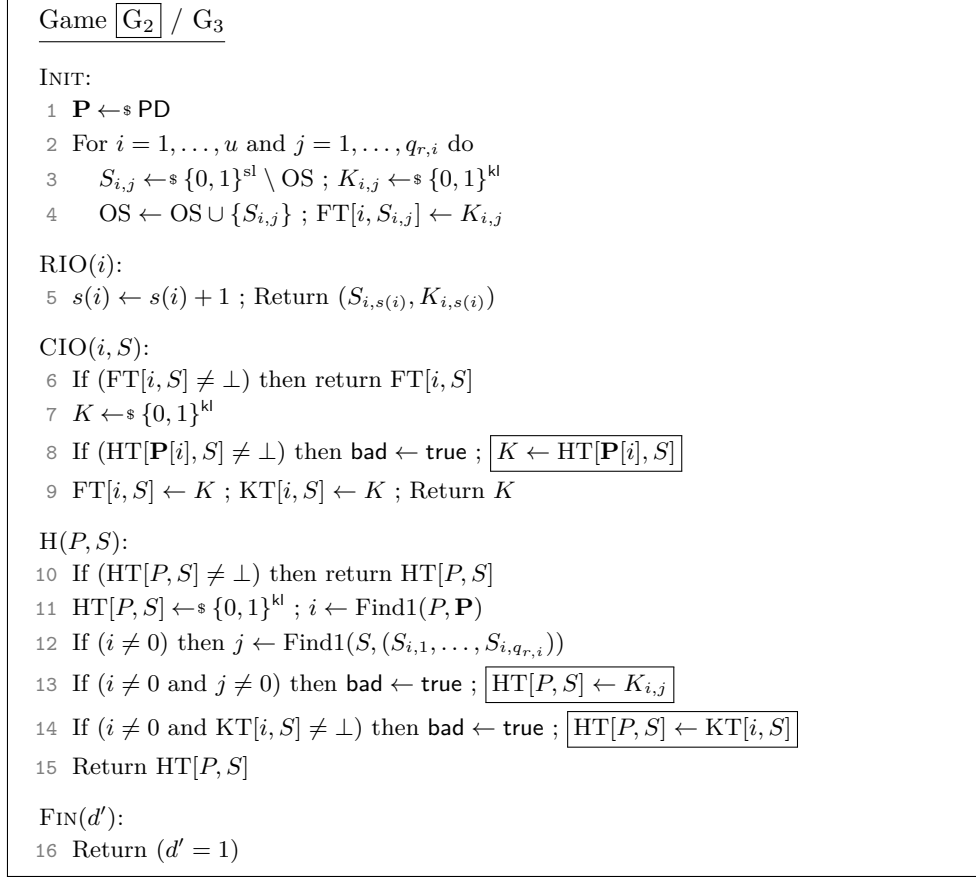 Game G₂ / G₃
INIT:
1 P ←$ PD
2 For i = 1, . . . , u and j = 1, . . . , q_{r,i} do
3 S_{i,j} ←$ {0, 1}^{sl} \ OS ; K_{i,j} ←$ {0, 1}^{kl}
4 OS ← OS ∪ {S_{i,j}} ; FT[i, S_{i,j}] ← K_{i,j}
RIO(i):
5 s(i) ← s(i) + 1 ; Return (S_{i,s(i)}, K_{i,s(i)})
CIO(i, S):
6 If (FT[i, S] ≠ ⊥) then return FT[i, S]
7 K ←$ {0, 1}^{kl}
8 If (HT[P[i], S] ≠ ⊥) then bad ← true ; K ← HT[P[i], S]
9 FT[i, S] ← K ; KT[i, S] ← K ; Return K
H(P, S):
10 If (HT[P, S] ≠ ⊥) then return HT[P, S]
11 HT[P, S] ←$ {0, 1}^{kl} ; i ← Find1(P, P)
12 If (i ≠ 0) then j ← Find1(S, (S_{i,1}, . . . , S_{i,q_{r,i}}))
13 If (i ≠ 0 and j ≠ 0) then bad ← true ; HT[P, S] ← K_{i,j}
14 If (i ≠ 0 and KT[i, S] ≠ ⊥) then bad ← true ; HT[P, S] ← KT[i, S]
15 Return HT[P, S]
FIN(d′):
16 Return (d′ = 1)